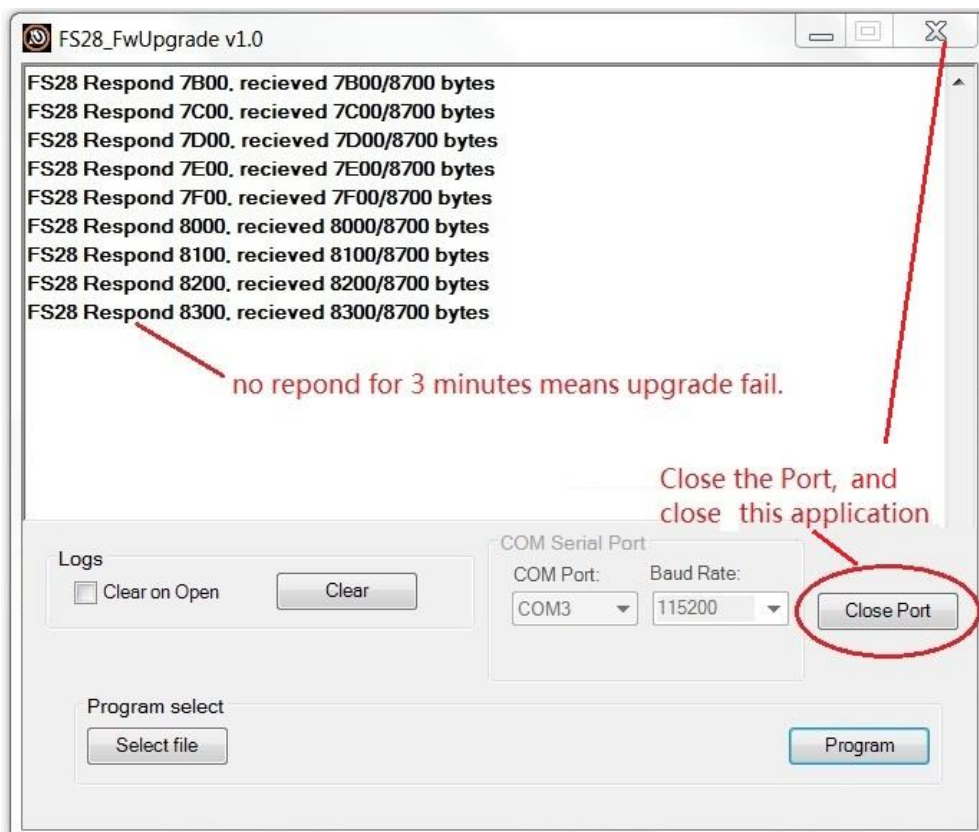 FS28_FwUpgrade v1.0
FS28 Respond 7B00, recieved 7B00/8700 bytes
FS28 Respond 7C00, recieved 7C00/8700 bytes
FS28 Respond 7D00, recieved 7D00/8700 bytes
FS28 Respond 7E00, recieved 7E00/8700 bytes
FS28 Respond 7F00, recieved 7F00/8700 bytes
FS28 Respond 8000, recieved 8000/8700 bytes
FS28 Respond 8100, recieved 8100/8700 bytes
FS28 Respond 8200, recieved 8200/8700 bytes
FS28 Respond 8300, recieved 8300/8700 bytes
no repond for 3 minutes means upgrade fail.
Close the Port, and
close this application
Logs
Clear on Open
Clear
COM Serial Port
COM Port:
Baud Rate:
COM3
115200
Close Port
Program select
Select file
Program